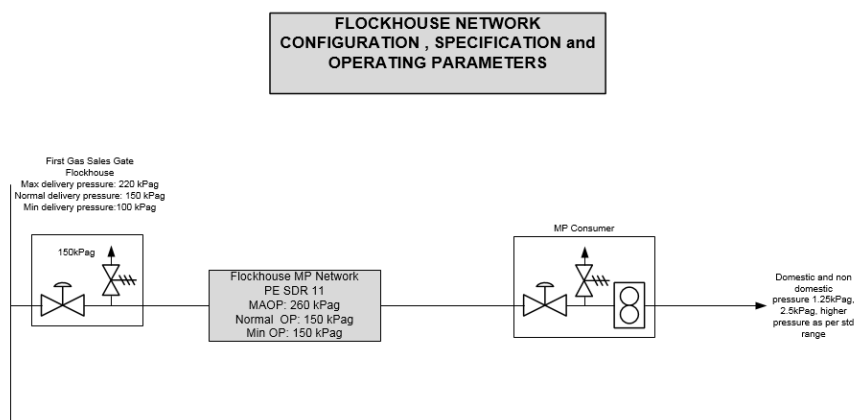 FLOCKHOUSE NETWORK
CONFIGURATION , SPECIFICATION and
OPERATING PARAMETERS
First Gas Sales Gate
Flockhouse
Max delivery pressure: 220 kPag
Normal delivery pressure: 150 kPag
Min delivery pressure:100 kPag
150kPag
Flockhouse MP Network
PE SDR 11
MAOP: 260 kPag
Normal OP: 150 kPag
Min OP: 150 kPag
MP Consumer
Domestic and non
domestic
pressure 1.25kPag,
2.5kPag, higher
pressure as per std
range